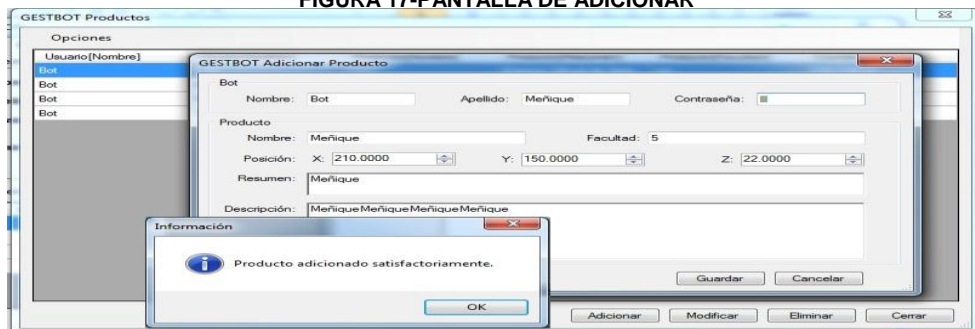 FIGURA 17-PANTALLA DE ADICIONAR
GESTBOT Productos
Opciones
Usuario[Nombre]
Bot
Bot
Bot
Bot
GESTBOT Adicionar Producto
Bot
Nombre: Bot Apellido: Meñique Contraseña:
Producto
Nombre: Meñique Facultad: 5
Posición: X: 210.0000 Y: 150.0000 Z: 22.0000
Resumen: Meñique
Descripción: MeñiqueMeñiqueMeñiqueMeñique
Información
Producto adicionado satisfactoriamente.
OK
Guardar Cancelar
Adicionar Modificar Eliminar Cerrar